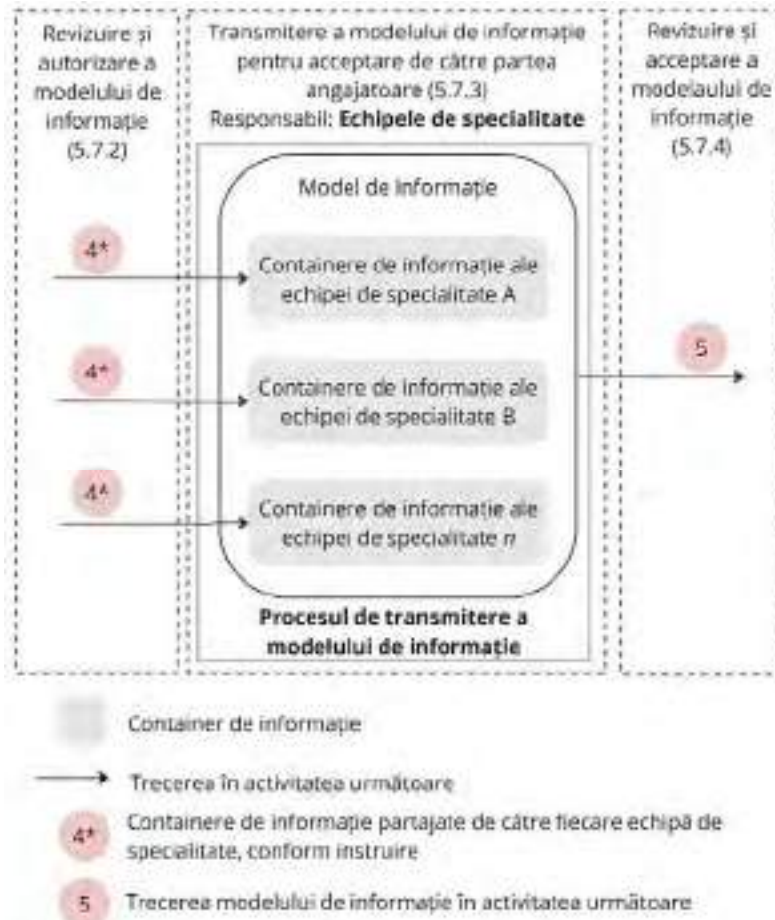 Revizuire și
autorizare a
modelului de
informație
(5.7.2)
Transmitere a modelului de informație
pentru acceptare de către partea
angajatoare (5.7.3)
Responsabil: Echipele de specialitate
Revizuire și
acceptare a
modelaului de
informație
(5.7.4)
Model de informație
4*
Containere de informație ale
echipei de specialitate A
4*
Containere de informație ale
echipei de specialitate B
4*
Containere de informație ale
echipei de specialitate n
5
Procesul de transmitere a
modelului de informație
Container de informație
Trecerea în activitatea următoare
4*
Containere de informație partajate de către fiecare echipă de
specialitate, conform instruire
5
Trecerea modelului de informație în activitatea următoare